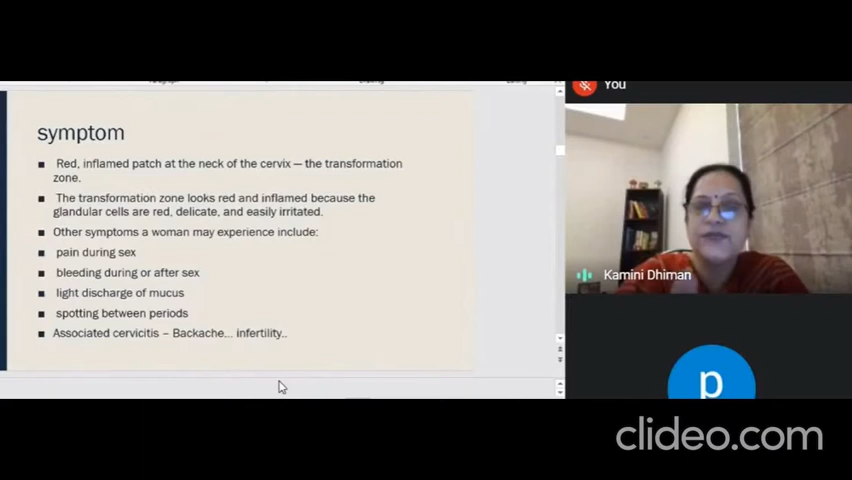 You
symptom
Red, inflamed patch at the neck of the cervix — the transformation
zone.
The transformation zone looks red and inflamed because the
glandular cells are red, delicate, and easily irritated.
Other symptoms a woman may experience include:
pain during sex
bleeding during or after sex
light discharge of mucus
spotting between periods
Associated cervicitis – Backache... infertility..
Kamini Dhiman
p
clideo.com